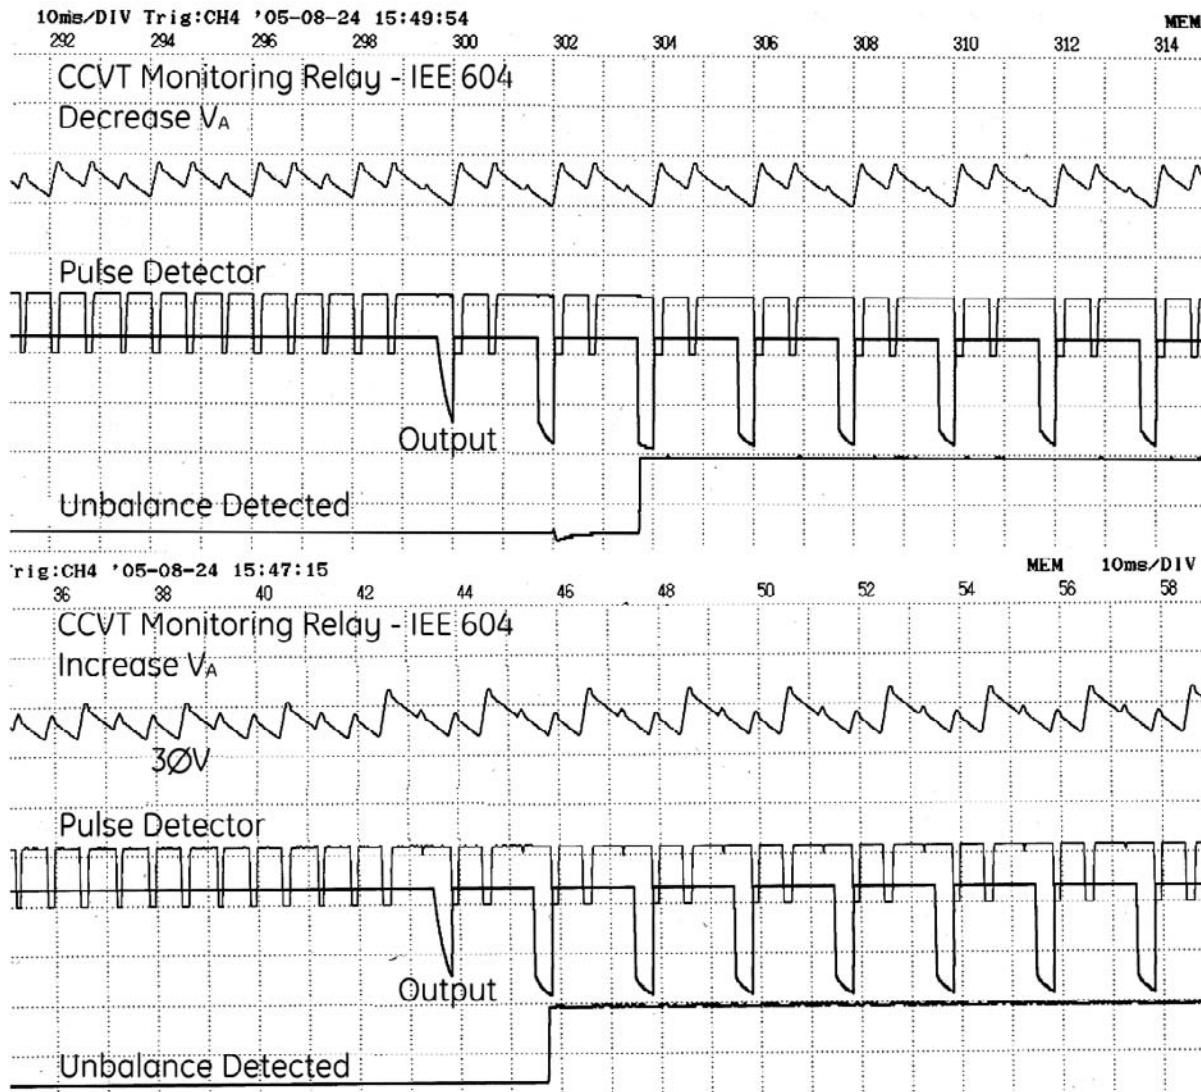 10ms/DIV Trig:CH4 '05-08-24 15:49:54 MEM
292 294 296 298 300 302 304 306 308 310 312 314
CCVT Monitoring Relay - IEE 604
Decrease VA
Pulse Detector
Output
Unbalance Detected
rig:CH4 '05-08-24 15:47:15 MEM 10ms/DIV
36 38 40 42 44 46 48 50 52 54 56 58
CCVT Monitoring Relay - IEE 604
Increase VA
3ØV
Pulse Detector
Output
Unbalance Detected